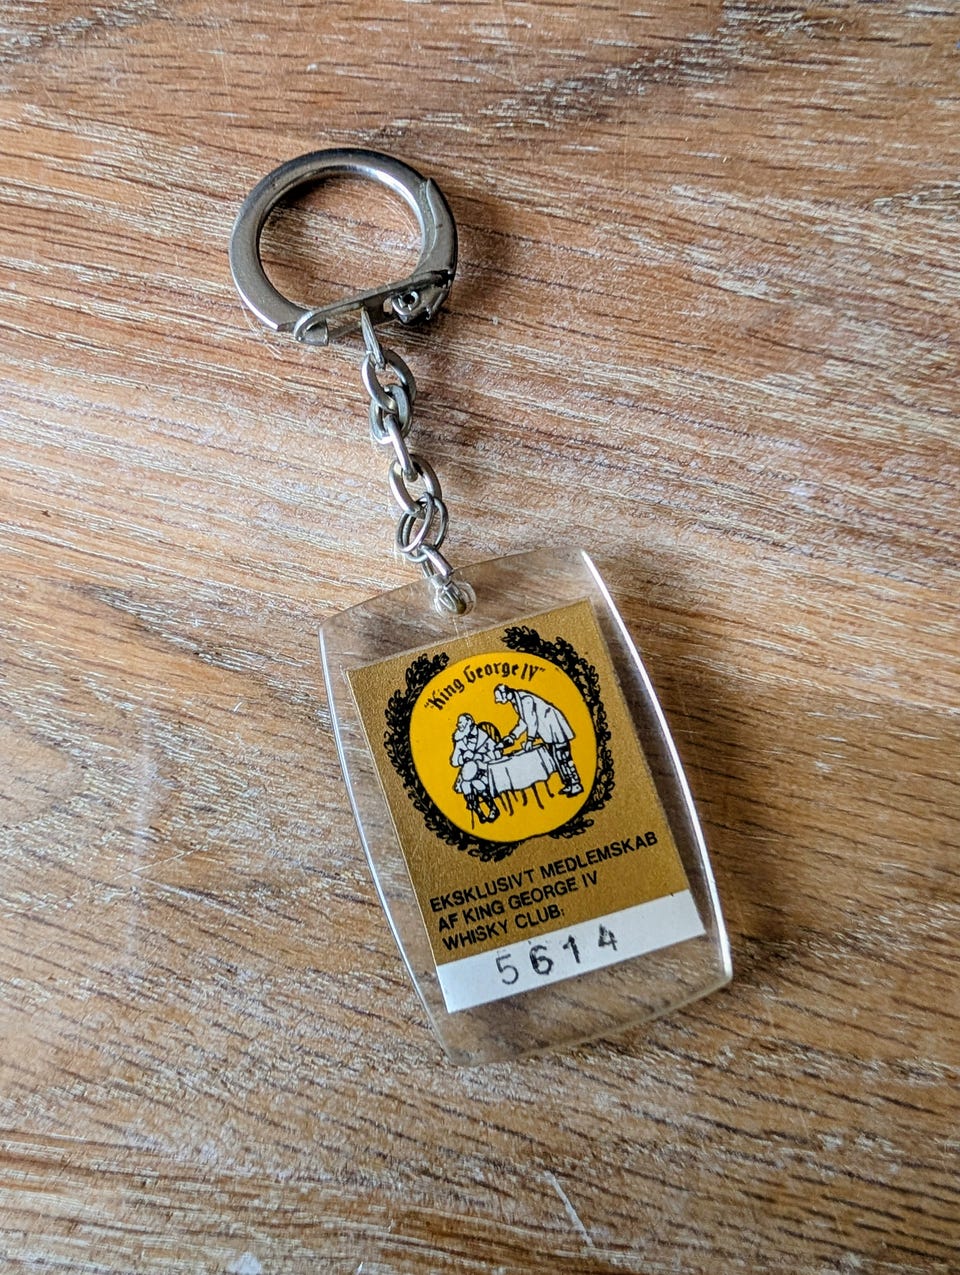 "King George IV"
EKSKLUSIVT MEDLEMSKAB
AF KING GEORGE IV
WHISKY CLUB:
5614